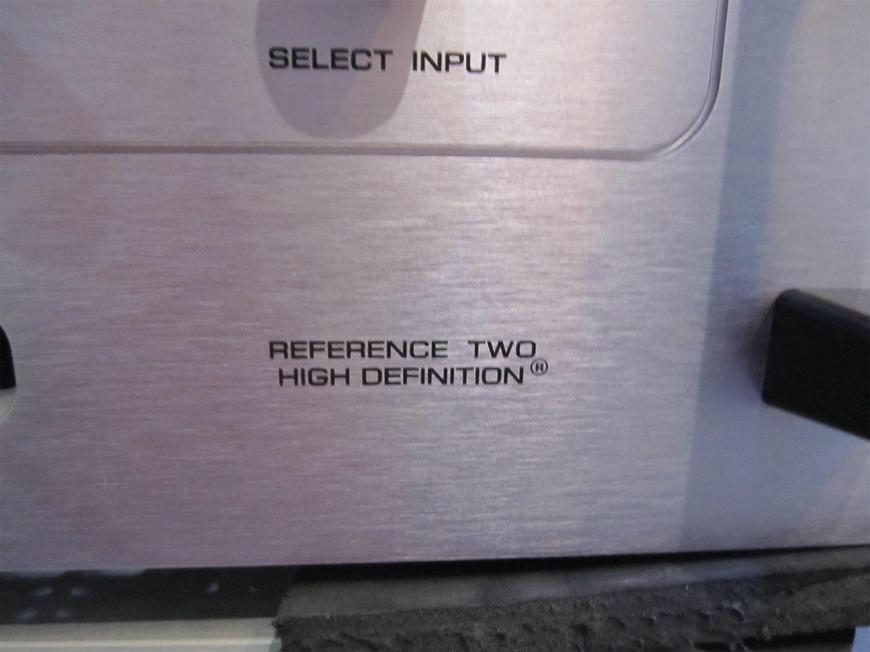 SELECT INPUT
REFERENCE TWO
HIGH DEFINITION®